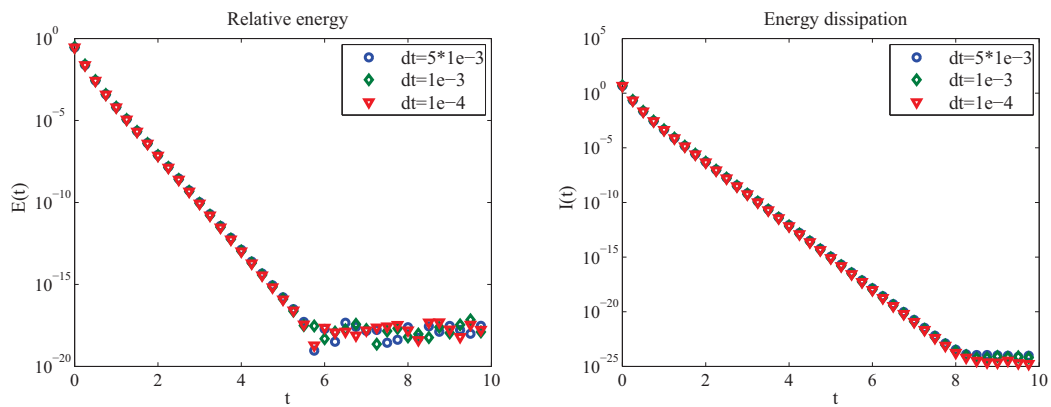 Relative energy
10^0
10^−5
10^−10
10^−15
10^−20
E(t)
0
2
4
6
8
10
t
dt=5*1e−3
dt=1e−3
dt=1e−4
Energy dissipation
10^5
10^0
10^−5
10^−10
10^−15
10^−20
10^−25
I(t)
0
2
4
6
8
10
t
dt=5*1e−3
dt=1e−3
dt=1e−4